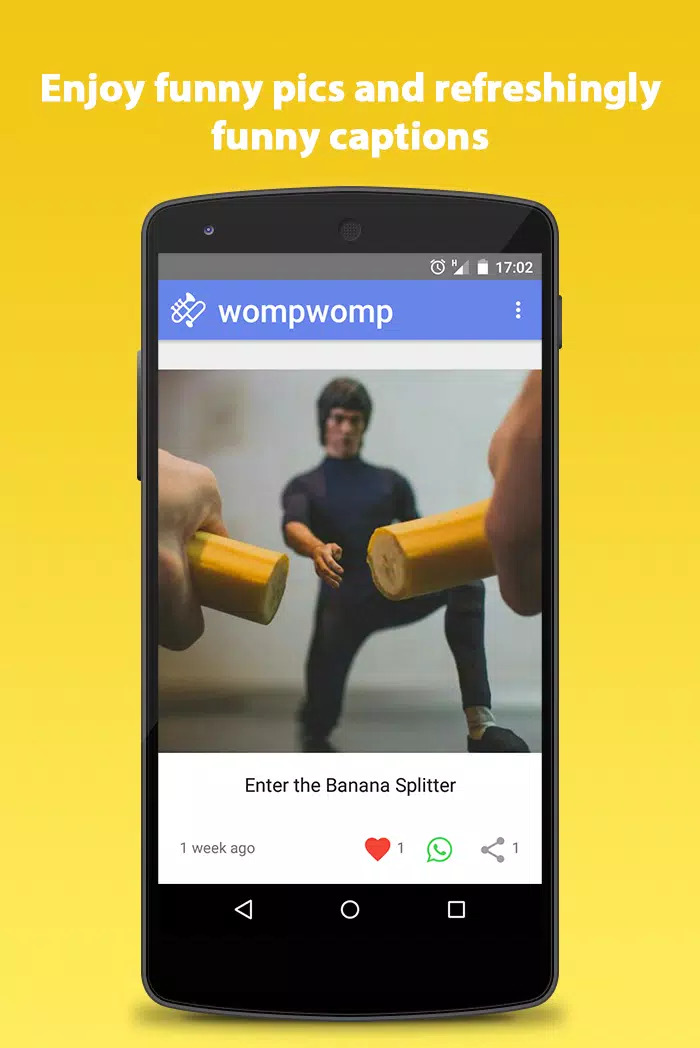 Enjoy funny pics and refreshingly
funny captions
H
17:02
wompwomp
Enter the Banana Splitter
1 week ago
1
1